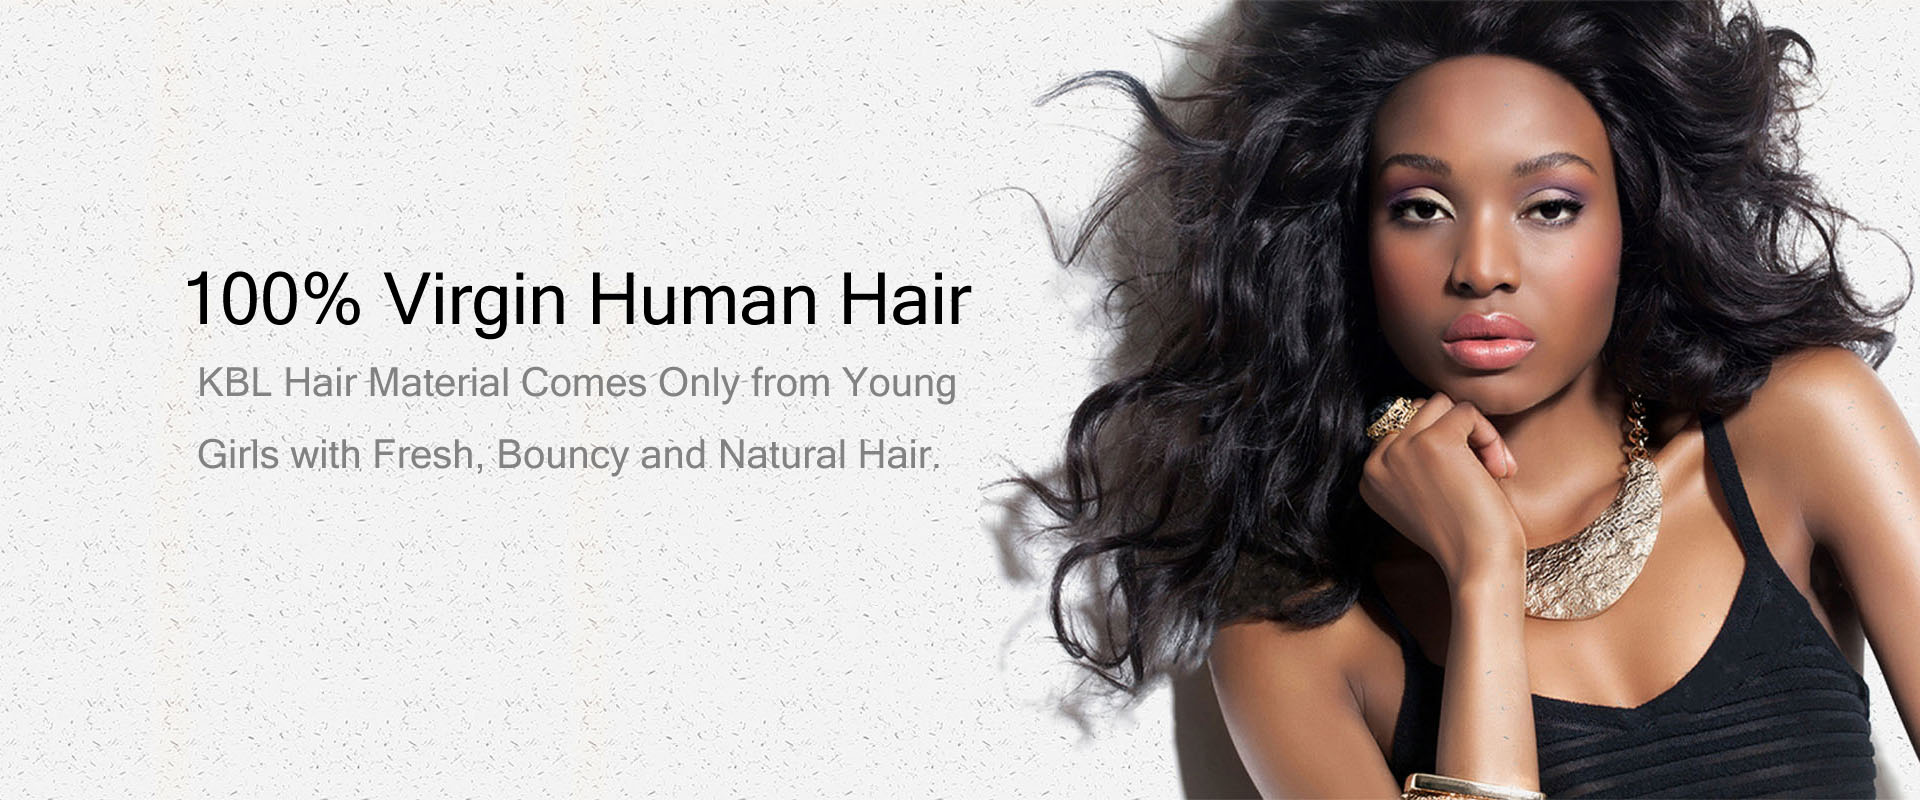 100% Virgin Human Hair
KBL Hair Material Comes Only from Young
Girls with Fresh, Bouncy and Natural Hair.